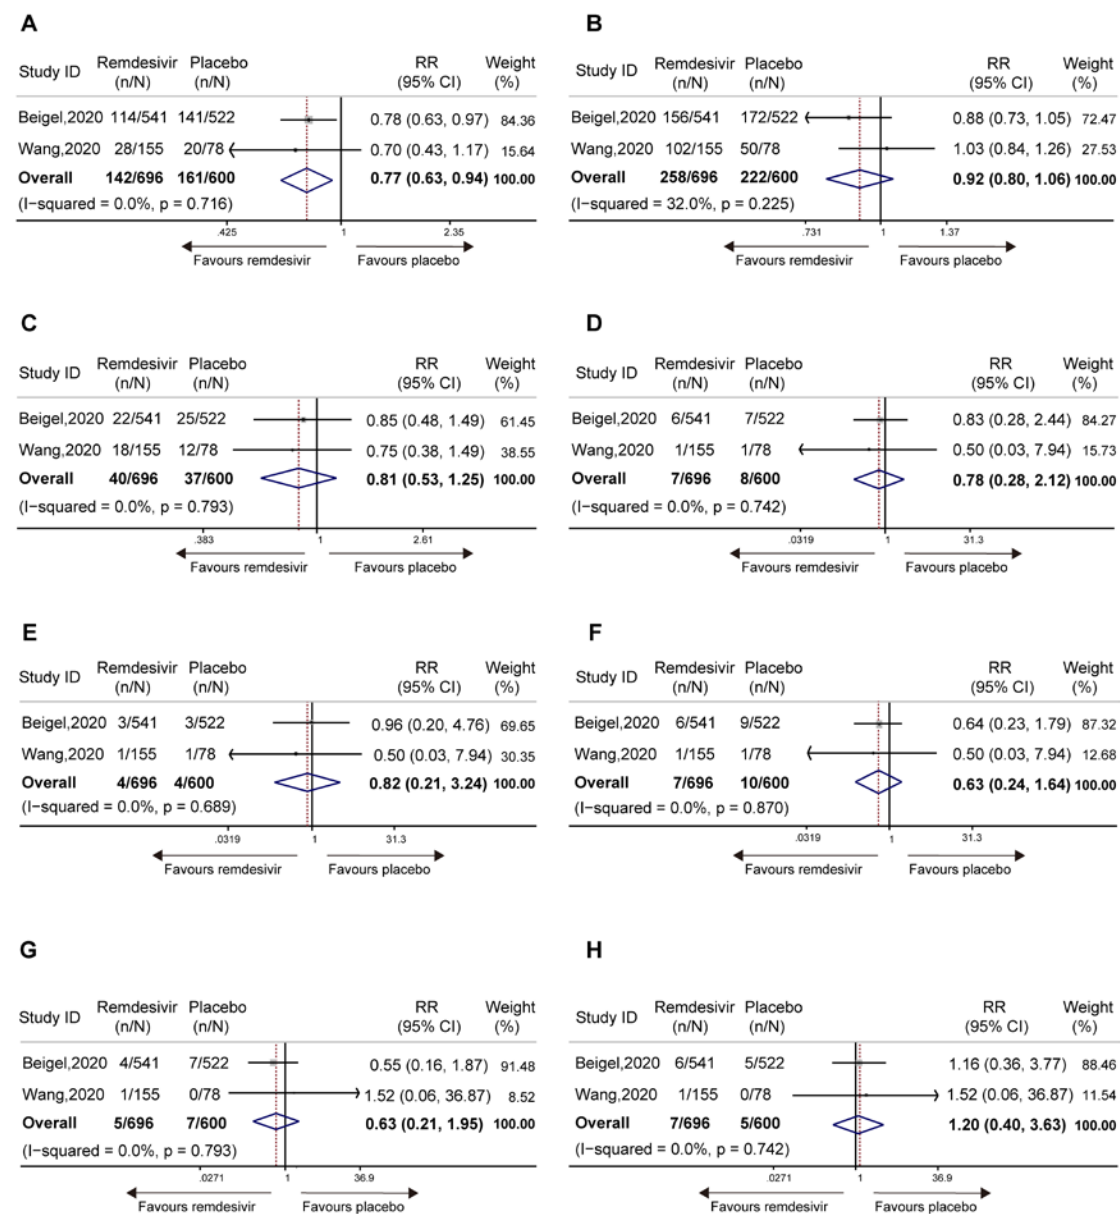 A
Study ID Remdesivir (n/N) Placebo (n/N) RR (95% CI) Weight (%)
Beigel,2020 114/541 141/522 0.78 (0.63, 0.97) 84.36
Wang,2020 28/155 20/78 0.70 (0.43, 1.17) 15.64
Overall 142/696 161/600 0.77 (0.63, 0.94) 100.00
(I−squared = 0.0%, p = 0.716)
.425 1 2.35
Favours remdesivir Favours placebo
B
Study ID Remdesivir (n/N) Placebo (n/N) RR (95% CI) Weight (%)
Beigel,2020 156/541 172/522 0.88 (0.73, 1.05) 72.47
Wang,2020 102/155 50/78 1.03 (0.84, 1.26) 27.53
Overall 258/696 222/600 0.92 (0.80, 1.06) 100.00
(I−squared = 32.0%, p = 0.225)
.731 1 1.37
Favours remdesivir Favours placebo
C
Study ID Remdesivir (n/N) Placebo (n/N) RR (95% CI) Weight (%)
Beigel,2020 22/541 25/522 0.85 (0.48, 1.49) 61.45
Wang,2020 18/155 12/78 0.75 (0.38, 1.49) 38.55
Overall 40/696 37/600 0.81 (0.53, 1.25) 100.00
(I−squared = 0.0%, p = 0.793)
.383 1 2.61
Favours remdesivir Favours placebo
D
Study ID Remdesivir (n/N) Placebo (n/N) RR (95% CI) Weight (%)
Beigel,2020 6/541 7/522 0.83 (0.28, 2.44) 84.27
Wang,2020 1/155 1/78 0.50 (0.03, 7.94) 15.73
Overall 7/696 8/600 0.78 (0.28, 2.12) 100.00
(I−squared = 0.0%, p = 0.742)
.0319 1 31.3
Favours remdesivir Favours placebo
E
Study ID Remdesivir (n/N) Placebo (n/N) RR (95% CI) Weight (%)
Beigel,2020 3/541 3/522 0.96 (0.20, 4.76) 69.65
Wang,2020 1/155 1/78 0.50 (0.03, 7.94) 30.35
Overall 4/696 4/600 0.82 (0.21, 3.24) 100.00
(I−squared = 0.0%, p = 0.689)
.0319 1 31.3
Favours remdesivir Favours placebo
F
Study ID Remdesivir (n/N) Placebo (n/N) RR (95% CI) Weight (%)
Beigel,2020 6/541 9/522 0.64 (0.23, 1.79) 87.32
Wang,2020 1/155 1/78 0.50 (0.03, 7.94) 12.68
Overall 7/696 10/600 0.63 (0.24, 1.64) 100.00
(I−squared = 0.0%, p = 0.870)
.0319 1 31.3
Favours remdesivir Favours placebo
G
Study ID Remdesivir (n/N) Placebo (n/N) RR (95% CI) Weight (%)
Beigel,2020 4/541 7/522 0.55 (0.16, 1.87) 91.48
Wang,2020 1/155 0/78 1.52 (0.06, 36.87) 8.52
Overall 5/696 7/600 0.63 (0.21, 1.95) 100.00
(I−squared = 0.0%, p = 0.793)
.0271 1 36.9
Favours remdesivir Favours placebo
H
Study ID Remdesivir (n/N) Placebo (n/N) RR (95% CI) Weight (%)
Beigel,2020 6/541 5/522 1.16 (0.36, 3.77) 88.46
Wang,2020 1/155 0/78 1.52 (0.06, 36.87) 11.54
Overall 7/696 5/600 1.20 (0.40, 3.63) 100.00
(I−squared = 0.0%, p = 0.742)
.0271 1 36.9
Favours remdesivir Favours placebo